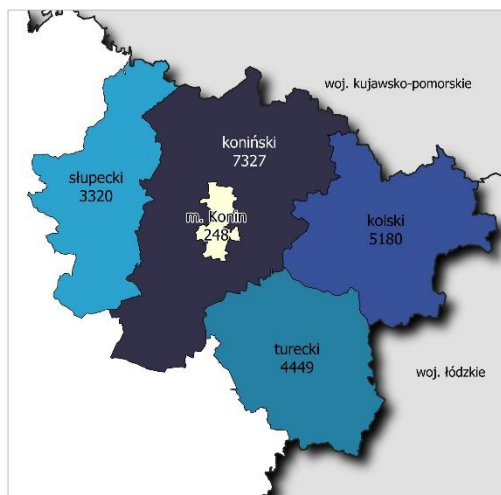 woj. kujawsko-pomorskie
koniński
7327
słupecki
3320
m. Konin
248
kolski
5180
turecki
4449
woj. łódzkie